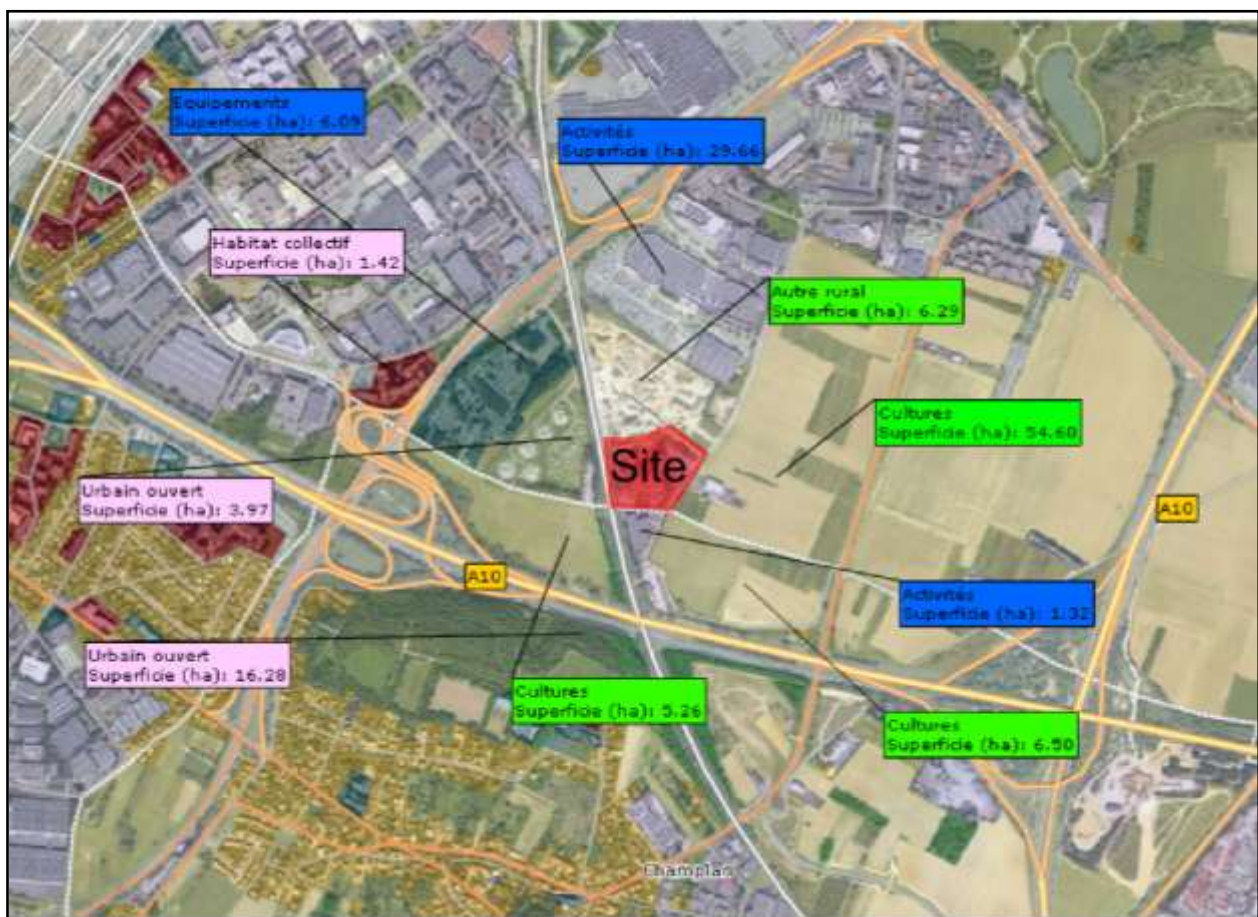 Equipements
Superficie (ha): 6.09
Activités
Superficie (ha): 29.66
Habitat collectif
Superficie (ha): 1.42
Autre rural
Superficie (ha): 6.29
Cultures
Superficie (ha): 54.60
Site
Urbain ouvert
Superficie (ha): 3.97
A10
A10
Activités
Superficie (ha): 1.32
Urbain ouvert
Superficie (ha): 16.28
Cultures
Superficie (ha): 5.26
Cultures
Superficie (ha): 6.50
Champlan